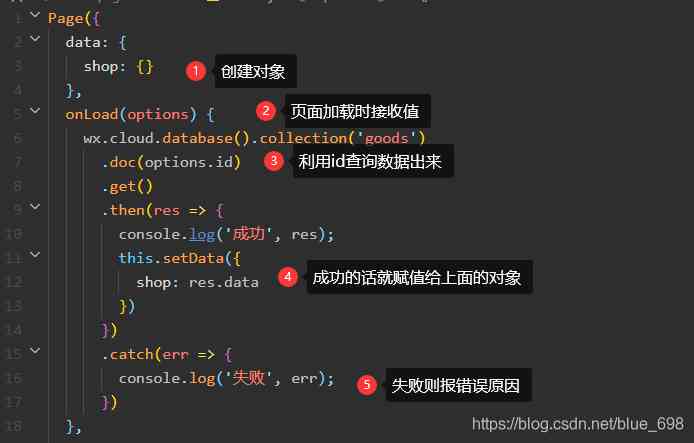 1 Page({
2 data: {
3 shop: {} 1 创建对象
4 },
5 onLoad(options) { 2 页面加载时接收值
6 wx.cloud.database().collection('goods')
7 .doc(options.id) 3 利用id查询数据出来
8 .get()
9 .then(res => {
10 console.log('成功', res);
11 this.setData({
12 shop: res.data 4 成功的话就赋值给上面的对象
13 })
14 })
15 .catch(err => {
16 console.log('失败', err); 5 失败则报错误原因
17 })
18 },
https://blog.csdn.net/blue_698